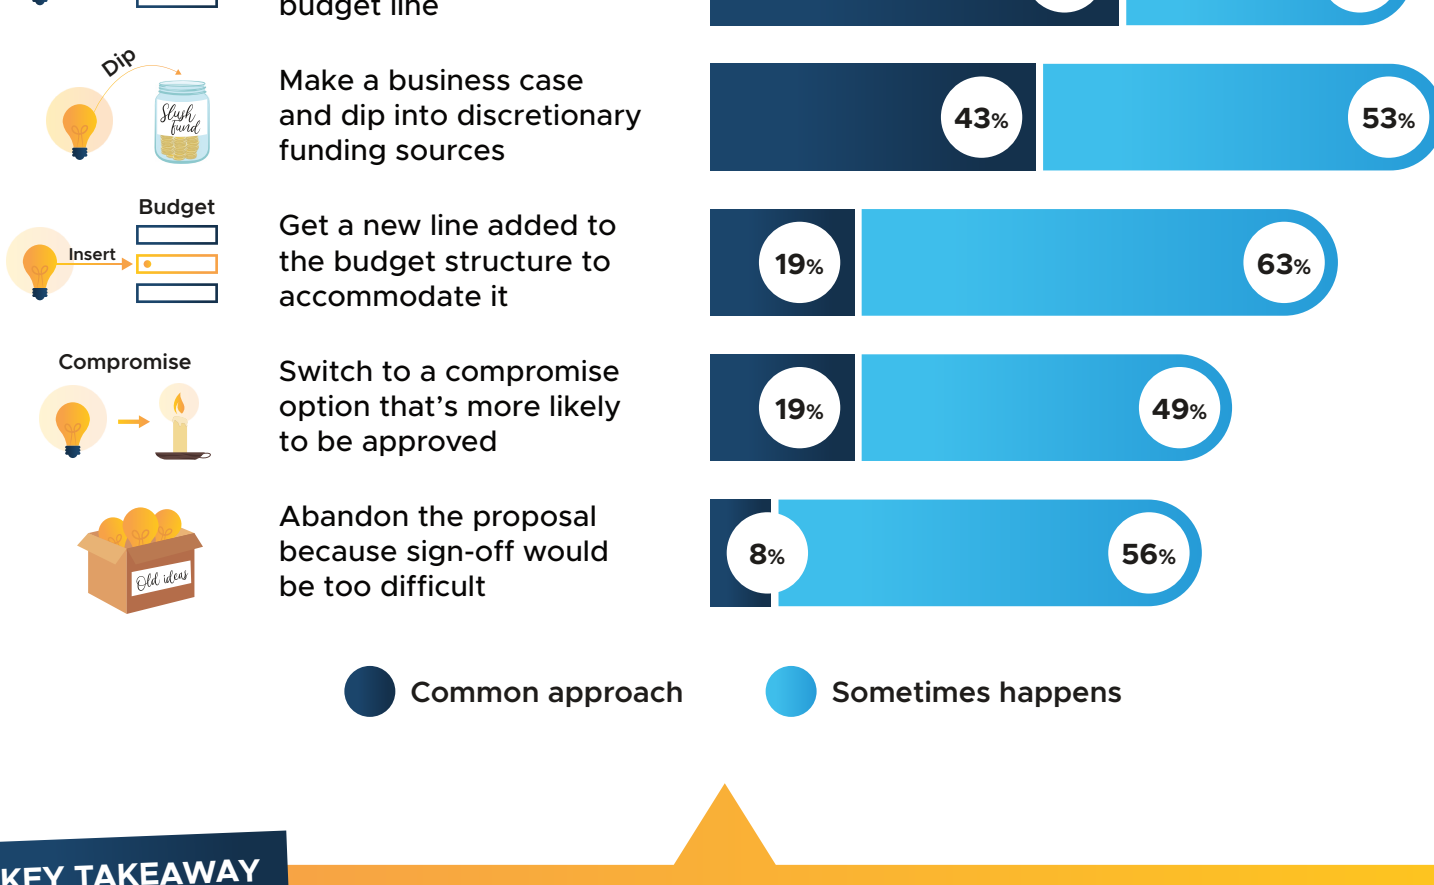 budget line
Dip
Slush
fund
Make a business case
and dip into discretionary
funding sources
43%
53%
Budget
Insert
Get a new line added to
the budget structure to
accommodate it
19%
63%
Compromise
Switch to a compromise
option that’s more likely
to be approved
19%
49%
Old ideas
Abandon the proposal
because sign-off would
be too difficult
8%
56%
Common approach
Sometimes happens
KEY TAKEAWAY